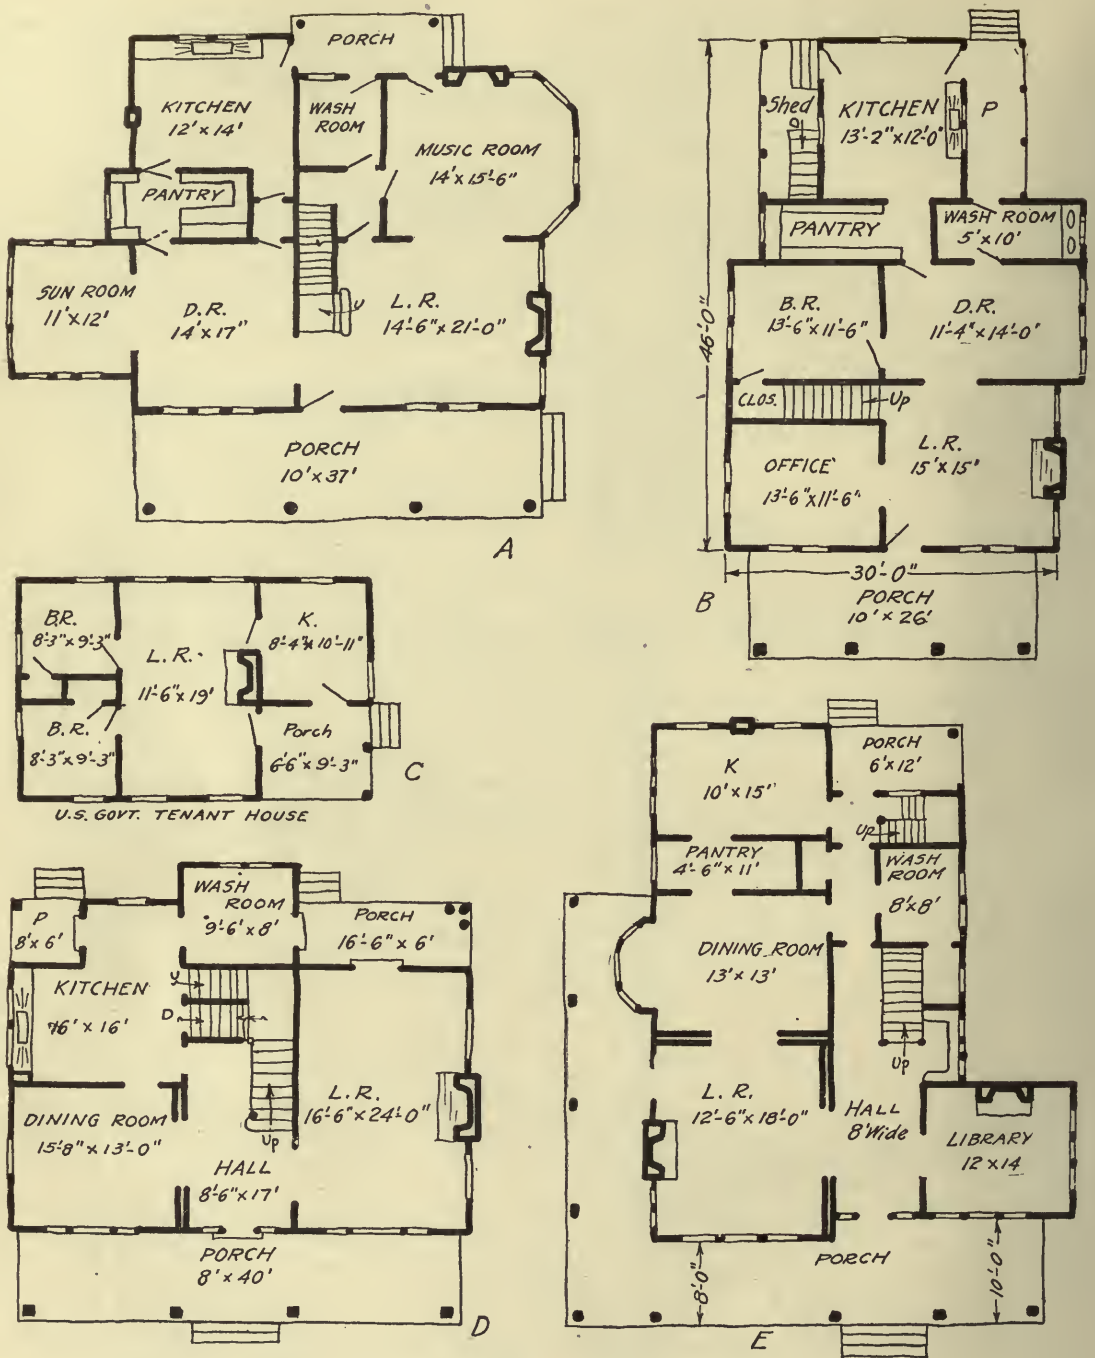 PORCH
KITCHEN
12'×14'
WASH
ROOM
MUSIC ROOM
14'×15'-6"
PANTRY
SUN ROOM
11'×12'
D.R.
14'×17"
U
L.R.
14'-6"×21'-0"
PORCH
10'×37'
A
Shed
D
KITCHEN
13'-2"×12'-0"
P
PANTRY
WASH ROOM
5'×10'
B.R.
13'-6"×11'-6"
D.R.
11'-4"×14'-0'
46'-0"
CLOS.
Up
L.R.
15'×15'
OFFICE
13'-6"×11'-6"
30'-0"
B
PORCH
10'×26'
B.R.
8'-3"×9'-3"
L.R.
11'-6"×19'
K.
8'-4"×10'-11"
B.R.
8'-3"×9'-3"
Porch
6'-6"×9'-3"
C
U.S. GOVT. TENANT HOUSE
P
8'×6'
WASH
ROOM
9'-6'×8'
PORCH
16'-6"×6'
KITCHEN
16'×16'
U
D
DINING ROOM
15'-8"×13'-0"
Up
L.R.
16'-6"×24'-0"
HALL
8'-6"×17'
PORCH
8'×40'
D
K
10'×15'
PORCH
6'×12'
Up
PANTRY
4'-6"×11'
WASH
ROOM
8'×8'
DINING ROOM
13'×13'
Up
L.R.
12'-6"×18'-0"
HALL
8'Wide
LIBRARY
12×14
8'-0"
PORCH
10'-0"
E